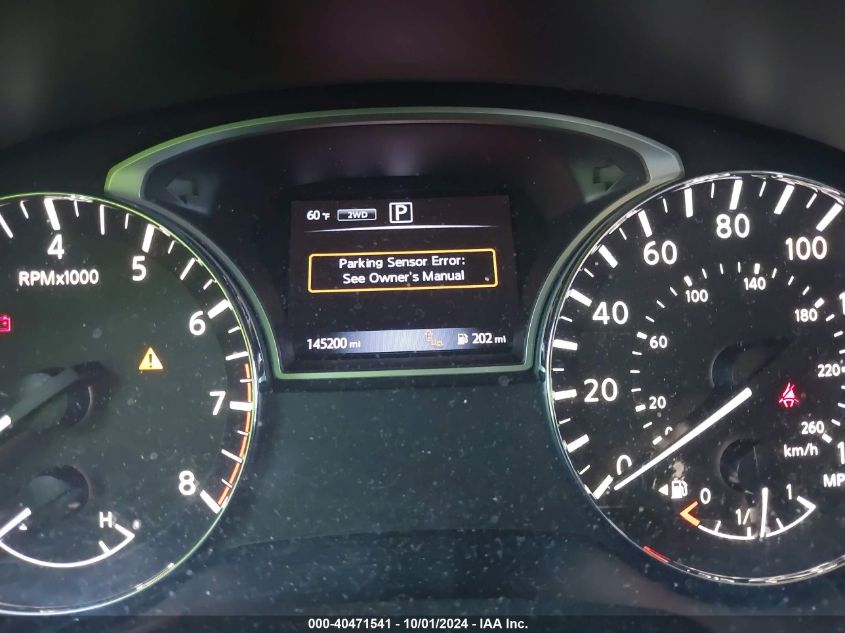 60 °F 2WD P
Parking Sensor Error:
See Owner's Manual
145200 mi 202 mi
4
5
6
7
8
RPMx1000
H
0
20
40
60
80
100
20
60
100
140
180
220
260
km/h
0
1/
1
000-40471541 - 10/01/2024 - IAA Inc.